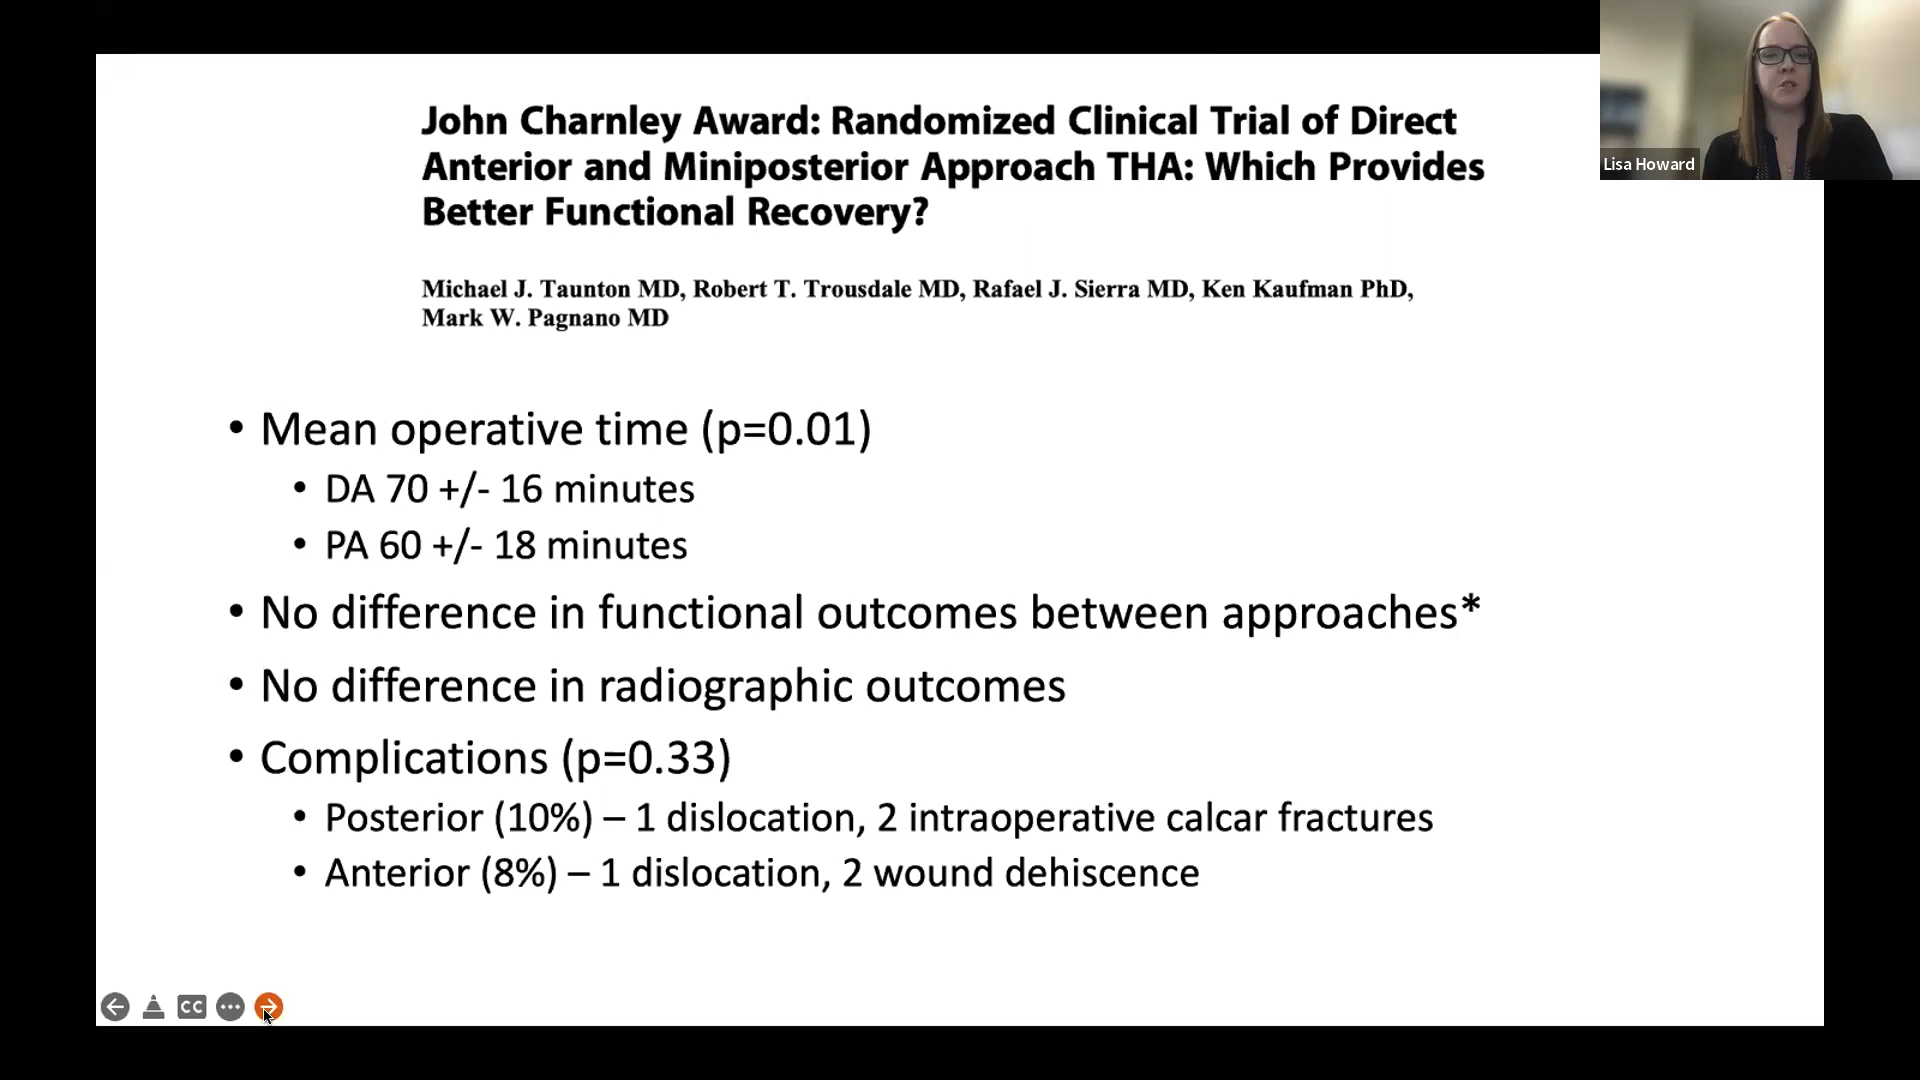 John Charnley Award: Randomized Clinical Trial of Direct
Anterior and Miniposterior Approach THA: Which Provides
Better Functional Recovery?
Michael J. Taunton MD, Robert T. Trousdale MD, Rafael J. Sierra MD, Ken Kaufman PhD,
Mark W. Pagnano MD
• Mean operative time (p=0.01)
• DA 70 +/- 16 minutes
• PA 60 +/- 18 minutes
• No difference in functional outcomes between approaches*
• No difference in radiographic outcomes
• Complications (p=0.33)
• Posterior (10%) – 1 dislocation, 2 intraoperative calcar fractures
• Anterior (8%) – 1 dislocation, 2 wound dehiscence
Lisa Howard
CC